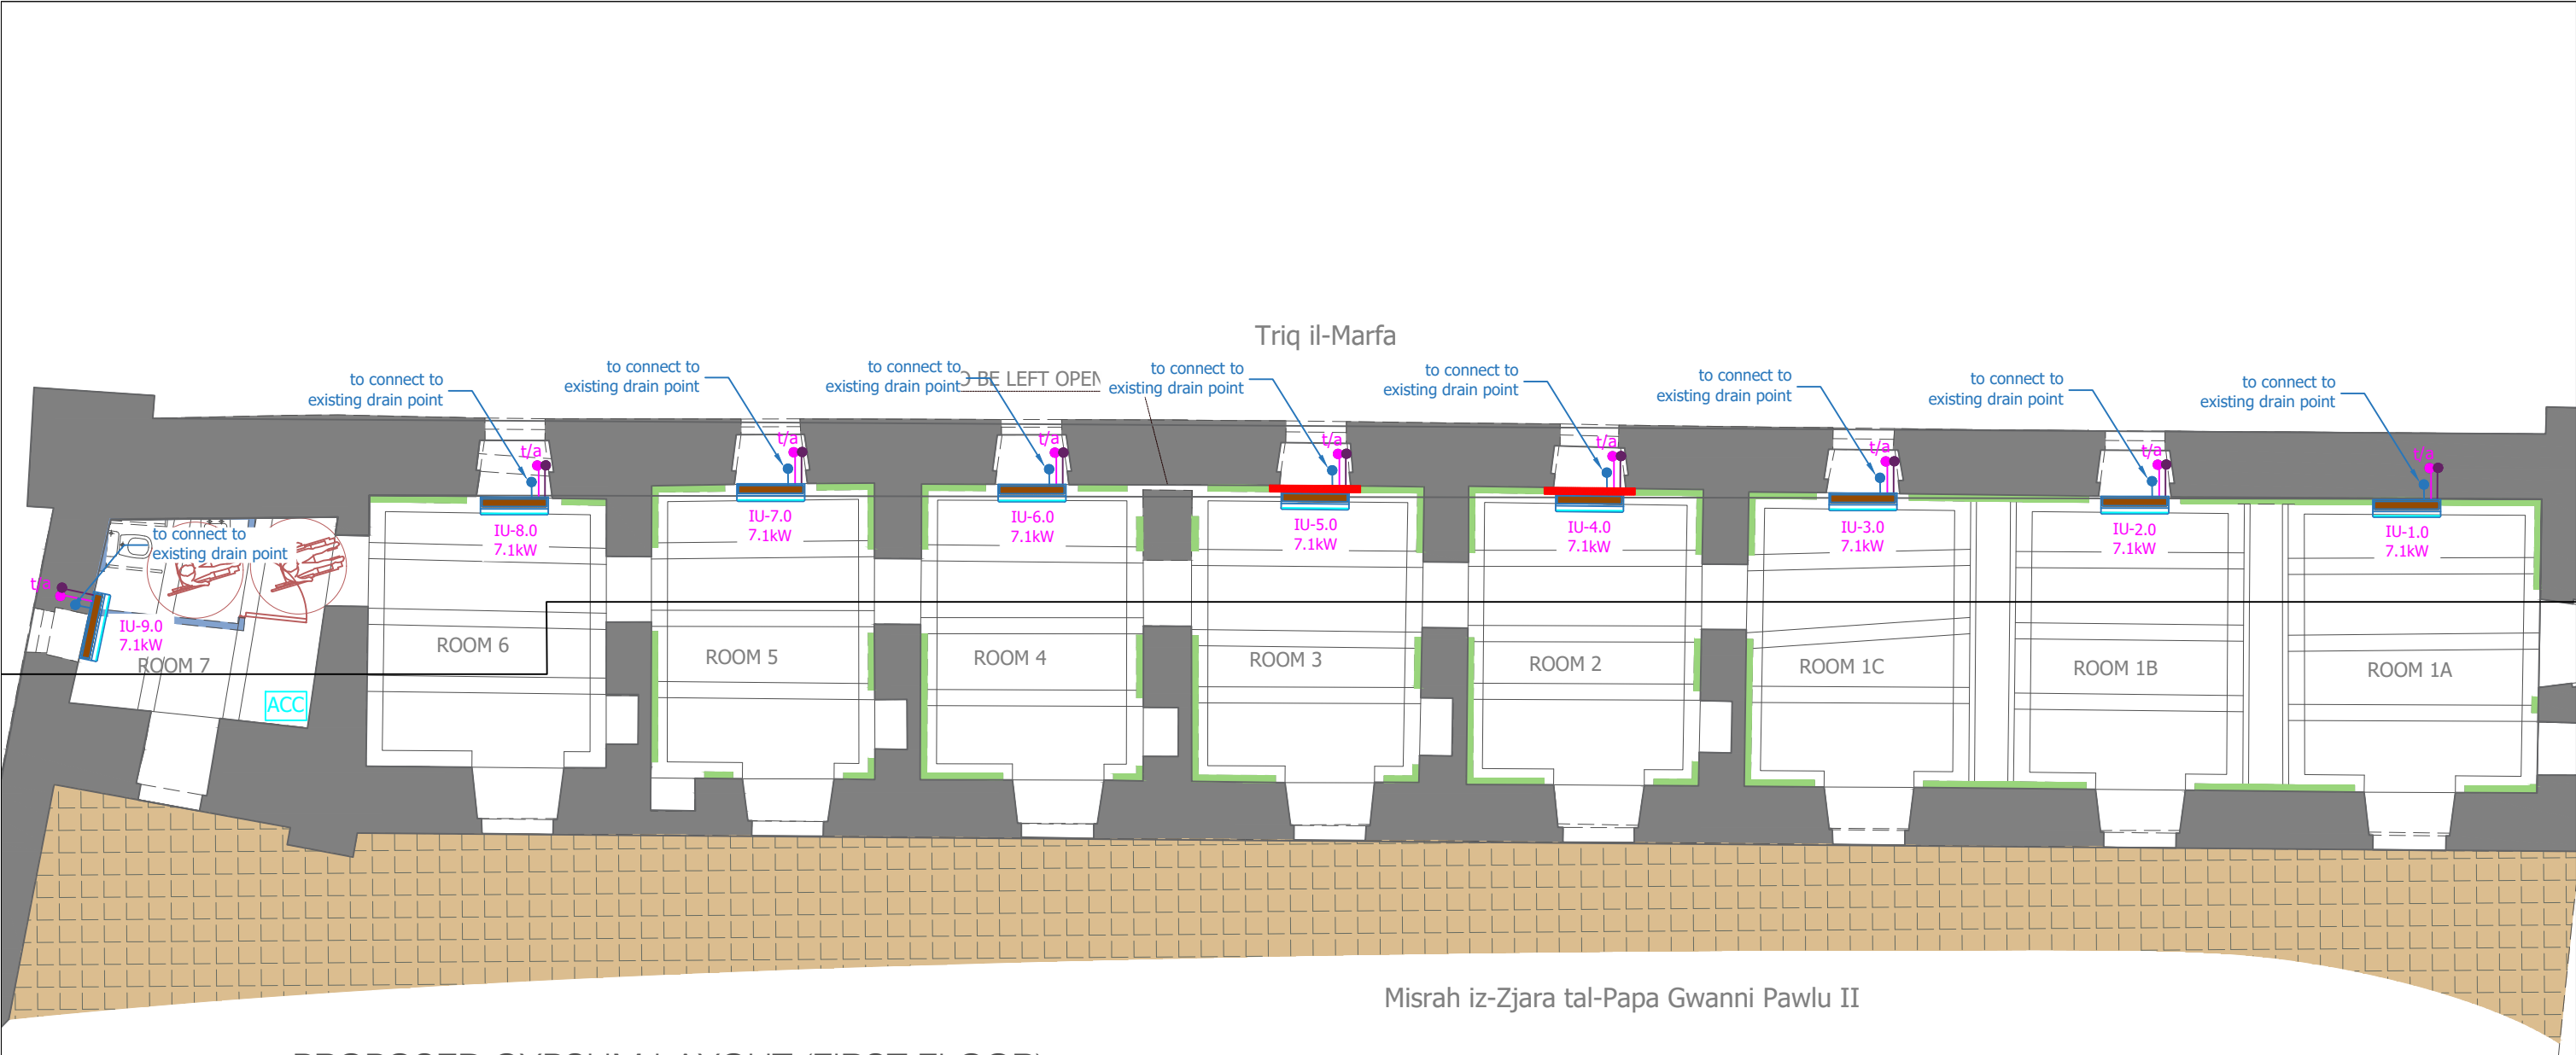 Triq il-Marfa
to connect to
existing drain point
to connect to
existing drain point
to connect to
existing drain point
BE LEFT OPEN
to connect to
existing drain point
to connect to
existing drain point
to connect to
existing drain point
to connect to
existing drain point
to connect to
existing drain point
t/a
t/a
t/a
t/a
t/a
t/a
t/a
t/a
IU-8.0
7.1kW
IU-7.0
7.1kW
IU-6.0
7.1kW
IU-5.0
7.1kW
IU-4.0
7.1kW
IU-3.0
7.1kW
IU-2.0
7.1kW
IU-1.0
7.1kW
to connect to
existing drain point
t/a
IU-9.0
7.1kW
ROOM 7
ROOM 6
ROOM 5
ROOM 4
ROOM 3
ROOM 2
ROOM 1C
ROOM 1B
ROOM 1A
ACC
Misrah iz-Zjara tal-Papa Gwanni Pawlu II
PROPOSED GYPSUM LAYOUT (FIRST FLOOR)